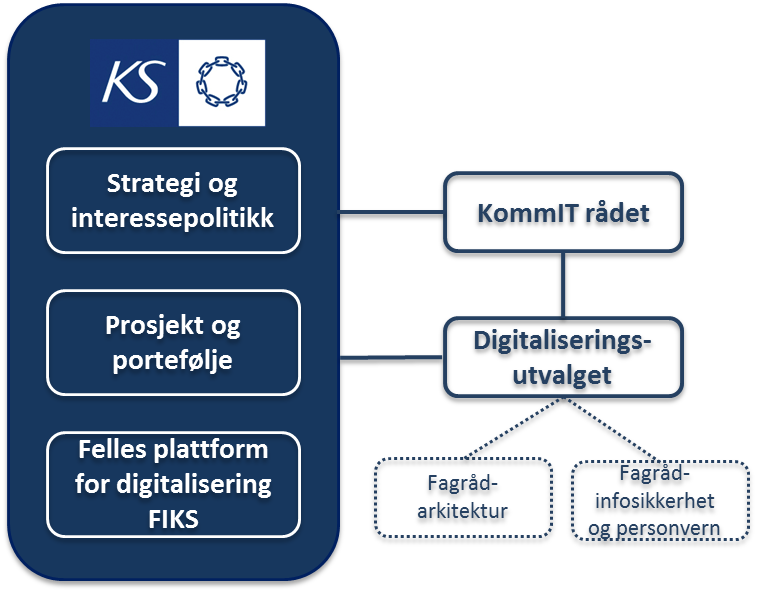 KS
Strategi og
interessepolitikk
KommIT rådet
Prosjekt og
portefølje
Digitaliserings-
utvalget
Felles plattform
for digitalisering
FIKS
Fagråd-
arkitektur
Fagråd-
infosikkerhet
og personvern